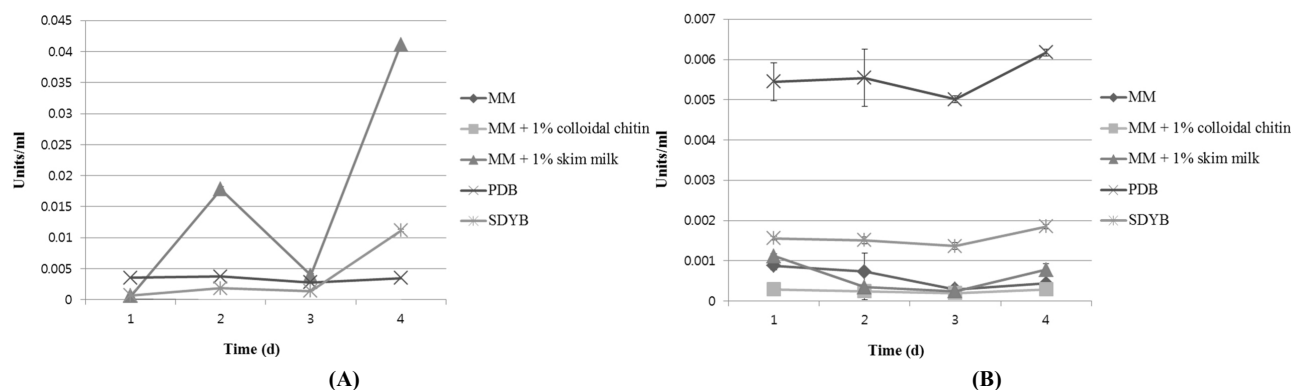 0.045
0.04
0.035
0.03
0.025
0.02
0.015
0.01
0.005
0
Units/ml
1 2 3 4
Time (d)
MM
MM + 1% colloidal chitin
MM + 1% skim milk
PDB
SDYB
(A)
0.007
0.006
0.005
0.004
0.003
0.002
0.001
0
Units/ml
1 2 3 4
Time (d)
MM
MM + 1% colloidal chitin
MM + 1% skim milk
PDB
SDYB
(B)